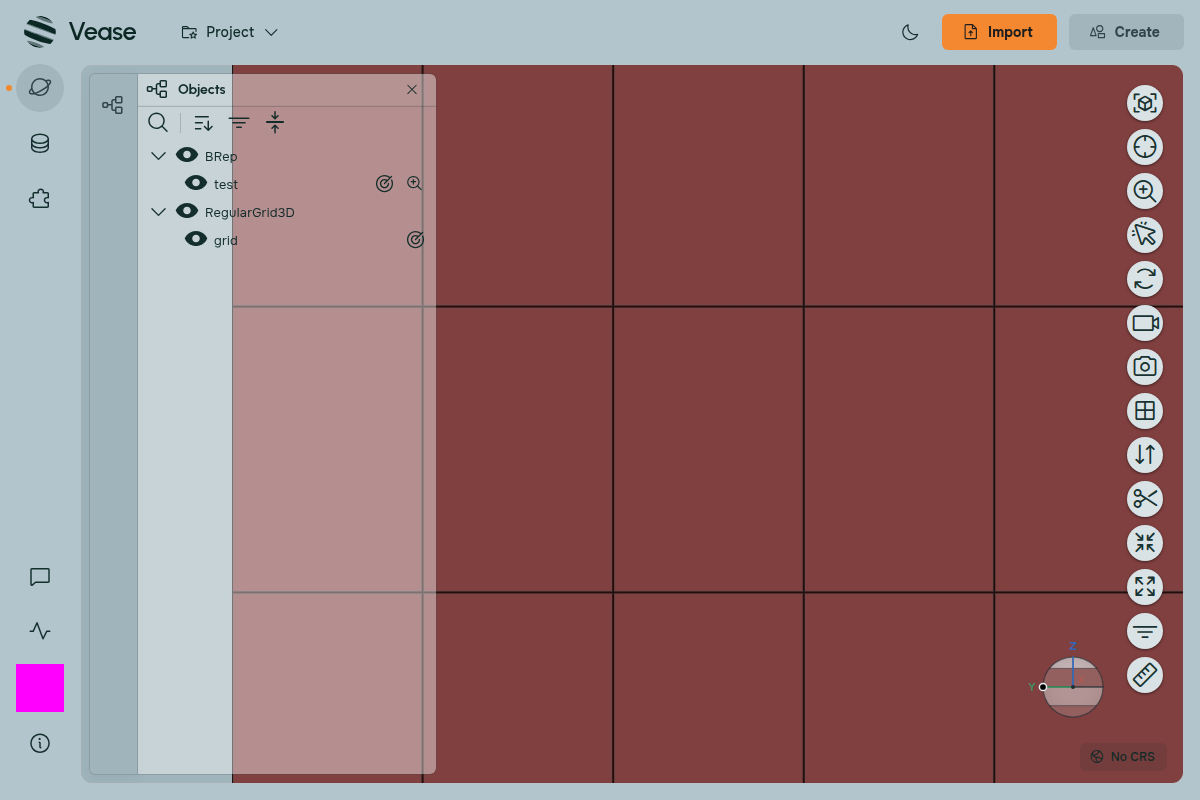 Vease
Project
Import
Create
Objects
BRep
test
RegularGrid3D
grid
Z
Y
No CRS